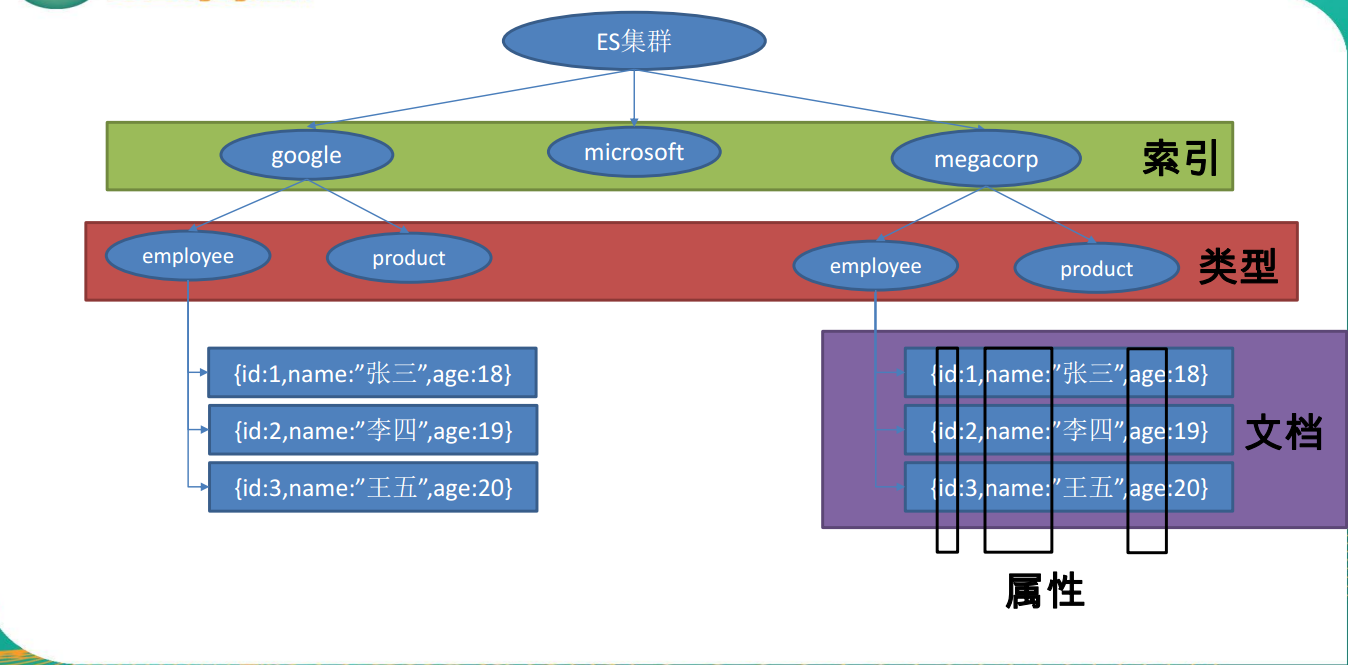 ES集群
google
microsoft
megacorp
索引
employee
product
employee
product
类型
{id:1,name:”张三”,age:18}
{id:2,name:”李四”,age:19}
{id:3,name:”王五”,age:20}
{id:1,name:”张三”,age:18}
{id:2,name:”李四”,age:19}
{id:3,name:”王五”,age:20}
文档
属性